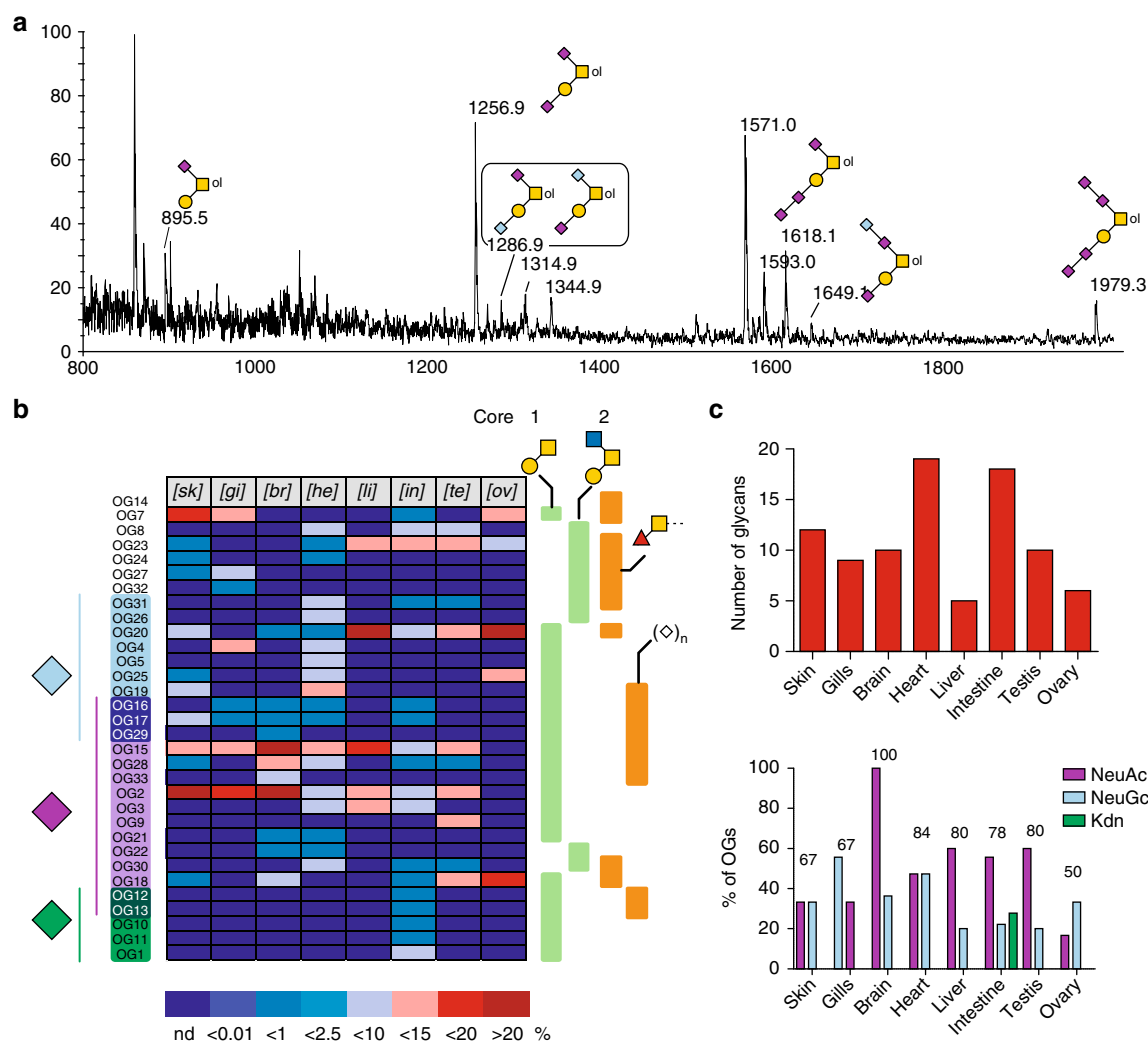 a
100
80
60
40
20
0
800
1000
1200
1400
1600
1800
895.5
ol
1256.9
ol
ol
ol
1286.9
1314.9
1344.9
1571.0
ol
1593.0
1618.1
1649.1
ol
1979.3
ol
b
Core 1 2
[sk] [gi] [br] [he] [li] [in] [te] [ov]
OG14
OG7
OG8
OG23
OG24
OG27
OG32
OG31
OG26
OG20
OG4
OG5
OG25
OG19
OG16
OG17
OG29
OG15
OG28
OG33
OG2
OG3
OG9
OG21
OG22
OG30
OG18
OG12
OG13
OG10
OG11
OG1
(◇)n
nd <0.01 <1 <2.5 <10 <15 <20 >20 %
c
Number of glycans
20
15
10
5
0
Skin Gills Brain Heart Liver Intestine Testis Ovary
% of OGs
100
80
60
40
20
0
67 67 100 84 80 78 80 50
NeuAc
NeuGc
Kdn
Skin Gills Brain Heart Liver Intestine Testis Ovary